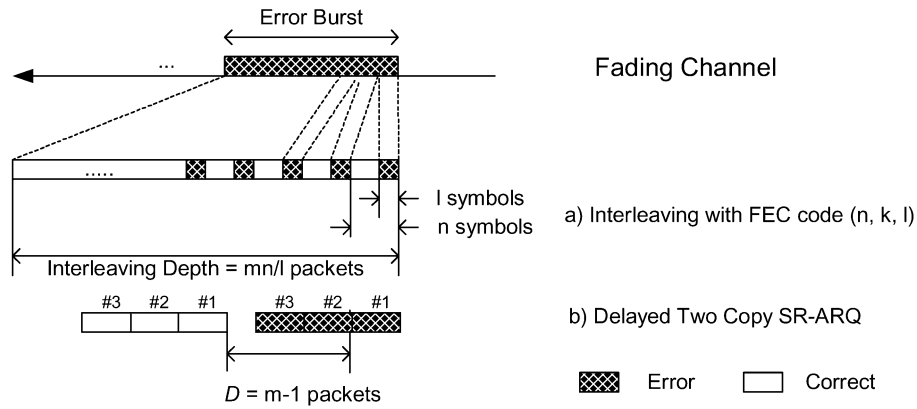 Error Burst
...
Fading Channel
.....
l symbols
n symbols
a) Interleaving with FEC code (n, k, l)
Interleaving Depth = mn/l packets
#3 #2 #1 #3 #2 #1
b) Delayed Two Copy SR-ARQ
D = m-1 packets
Error Correct